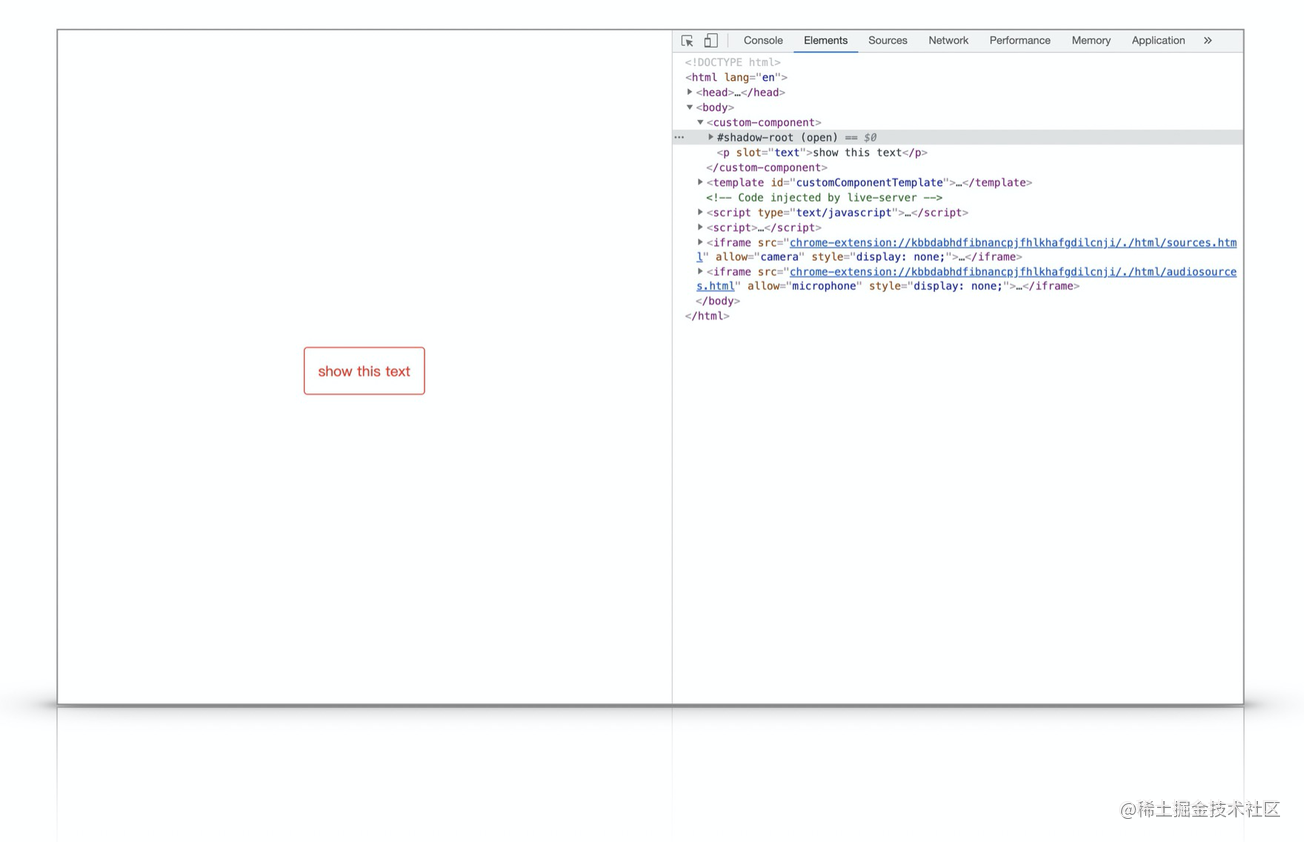 Console Elements Sources Network Performance Memory Application »
<!DOCTYPE html>
<html lang="en">
<head>…</head>
<body>
<custom-component>
… #shadow-root (open) == $0
<p slot="text">show this text</p>
</custom-component>
<template id="customComponentTemplate">…</template>
<!-- Code injected by live-server -->
<script type="text/javascript">…</script>
<script>…</script>
<iframe src="chrome-extension://kbbdabhdfibnancpjfhlkhafgdilcnji/./html/sources.htm
l" allow="camera" style="display: none;">…</iframe>
<iframe src="chrome-extension://kbbdabhdfibnancpjfhlkhafgdilcnji/./html/audiosource
s.html" allow="microphone" style="display: none;">…</iframe>
</body>
</html>
show this text
@稀土掘金技术社区